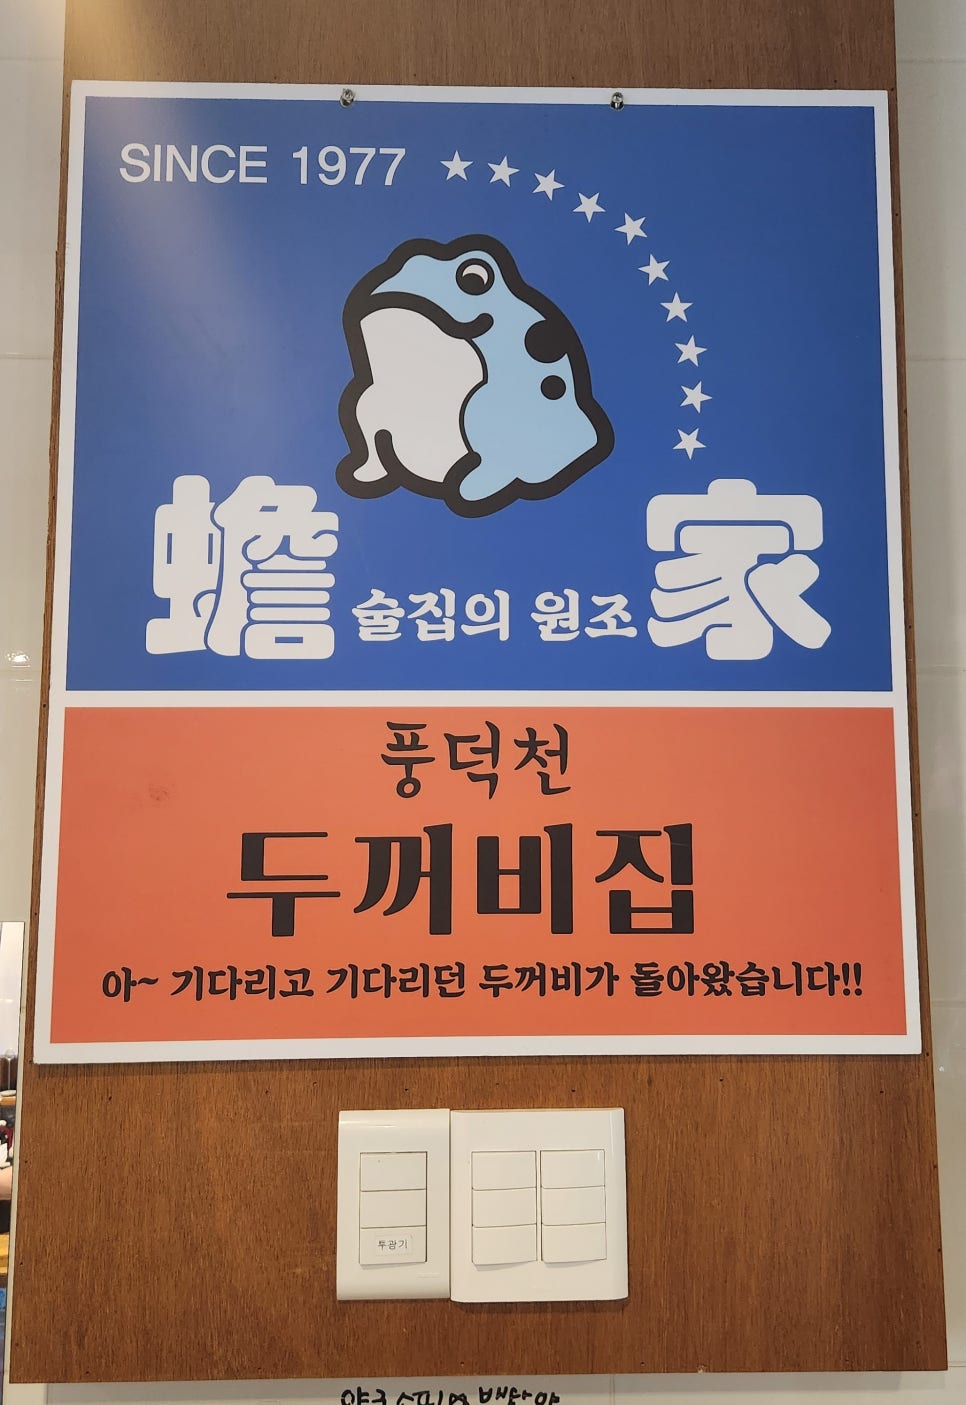 SINCE 1977
蟾 술집의 원조 家
풍덕천
두꺼비집
아~ 기다리고 기다리던 두꺼비가 돌아왔습니다!!
투광기